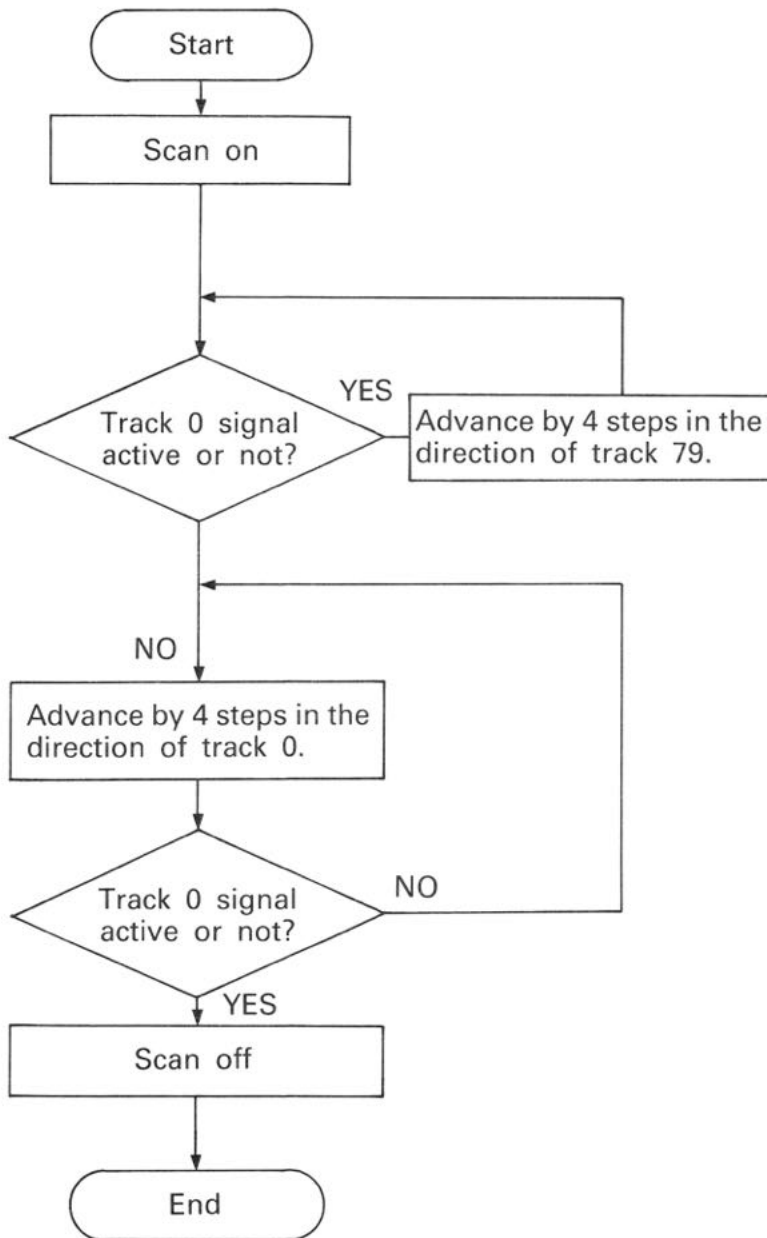 Start
Scan on
Track 0 signal
active or not?
YES
Advance by 4 steps in the
direction of track 79.
NO
Advance by 4 steps in the
direction of track 0.
Track 0 signal
active or not?
NO
YES
Scan off
End